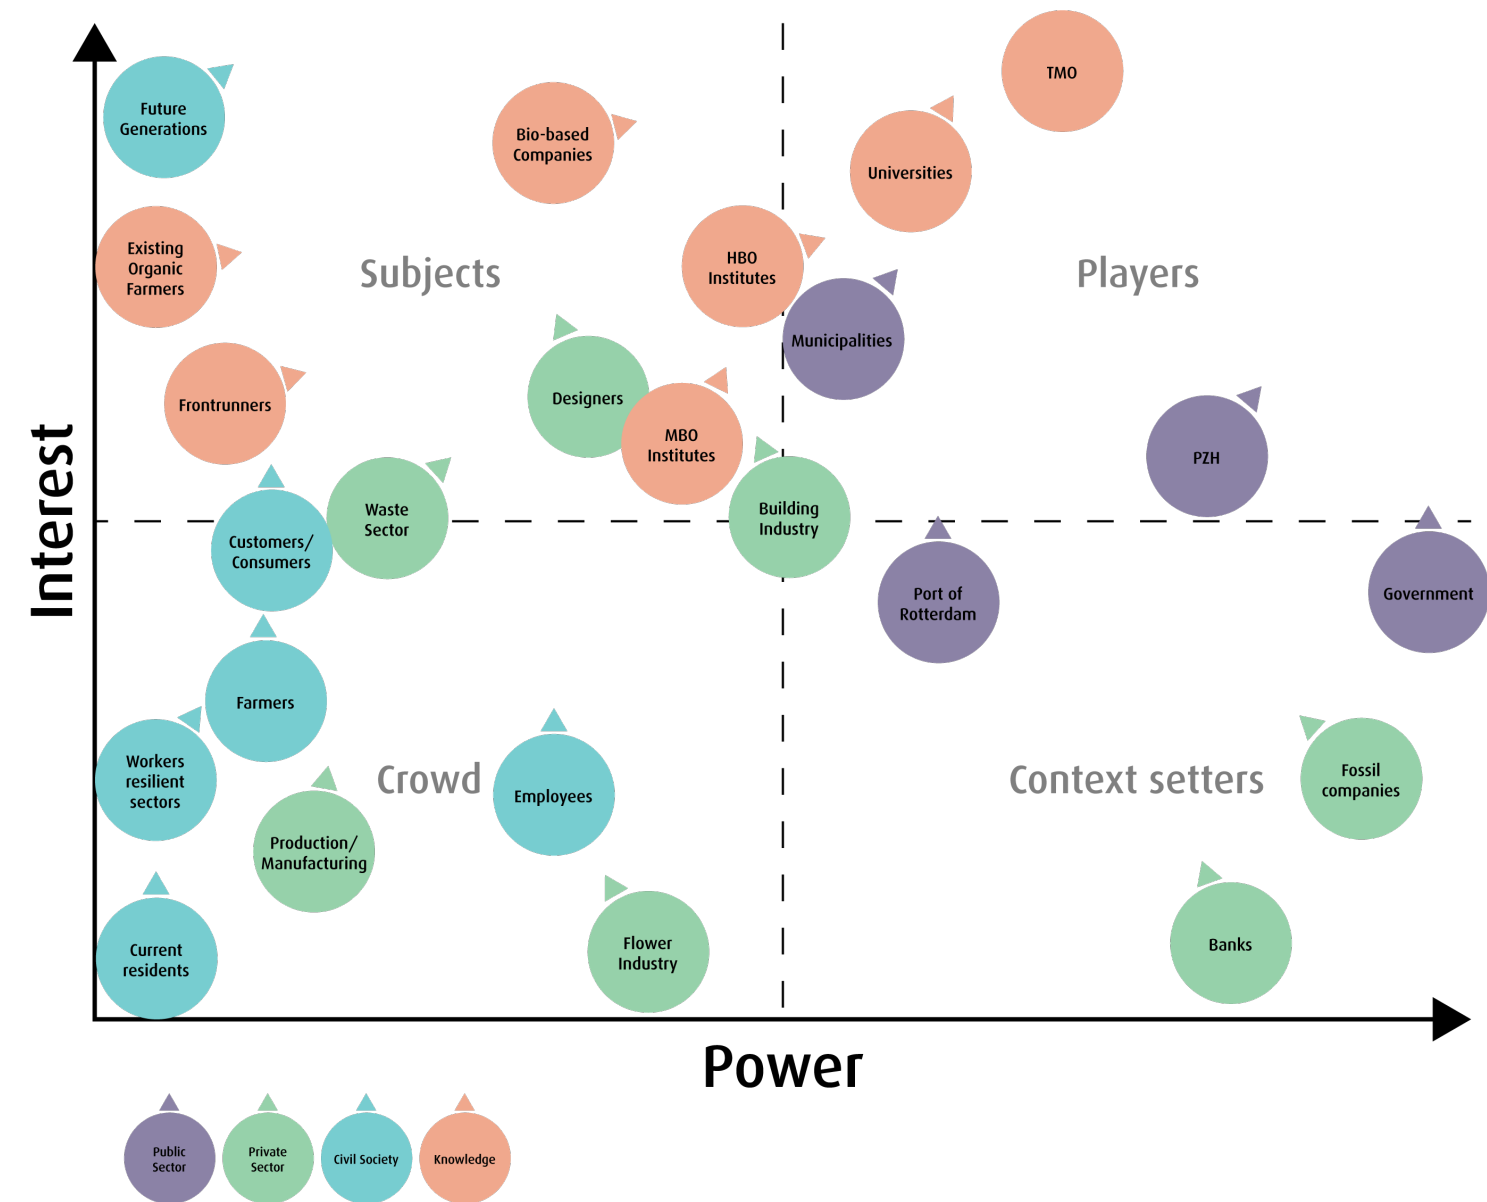 TMO
Future
Generations
Bio-based
Companies
Universities
Existing
Organic
Farmers
Subjects
HBO
Institutes
Players
Municipalities
Frontrunners
Designers
MBO
Institutes
PZH
Interest
Waste
Sector
Building
Industry
Customers/
Consumers
Port of
Rotterdam
Government
Farmers
Workers
resilient
sectors
Crowd
Employees
Context setters
Fossil
companies
Production/
Manufacturing
Current
residents
Flower
Industry
Banks
Power
Public
Sector
Private
Sector
Civil Society
Knowledge